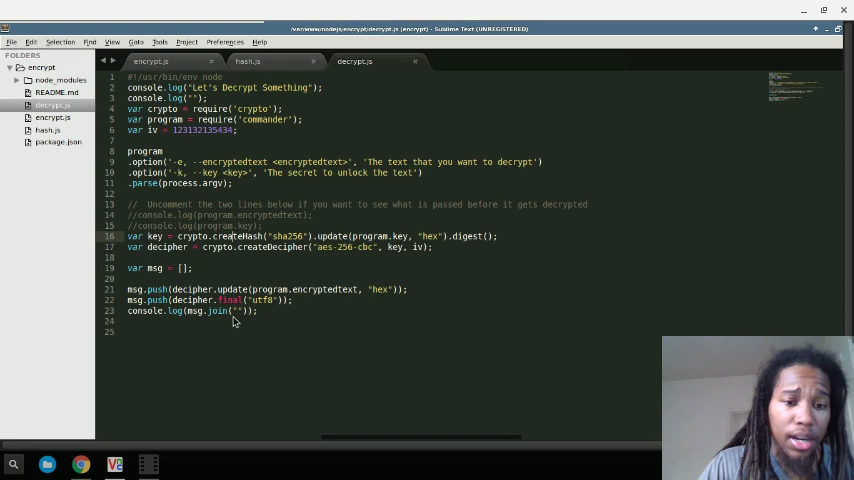 /var/www/nodejs/encrypt/decrypt.js (encrypt) - Sublime Text (UNREGISTERED)
File Edit Selection Find View Goto Tools Project Preferences Help
FOLDERS
encrypt
node_modules
README.md
decrypt.js
encrypt.js
hash.js
package.json
encrypt.js hash.js decrypt.js
1 #!/usr/bin/env node
2 console.log("Let's Decrypt Something");
3 console.log("");
4 var crypto = require('crypto');
5 var program = require('commander');
6 var iv = 123132135434;
7
8 program
9 .option('-e, --encryptedtext <encryptedtext>', 'The text that you want to decrypt')
10 .option('-k, --key <key>', 'The secret to unlock the text')
11 .parse(process.argv);
12
13 // Uncomment the two lines below if you want to see what is passed before it gets decrypted
14 //console.log(program.encryptedtext);
15 //console.log(program.key);
16 var key = crypto.createHash("sha256").update(program.key, "hex").digest();
17 var decipher = crypto.createDecipher("aes-256-cbc", key, iv);
18
19 var msg = [];
20
21 msg.push(decipher.update(program.encryptedtext, "hex"));
22 msg.push(decipher.final("utf8"));
23 console.log(msg.join(""));
24
25